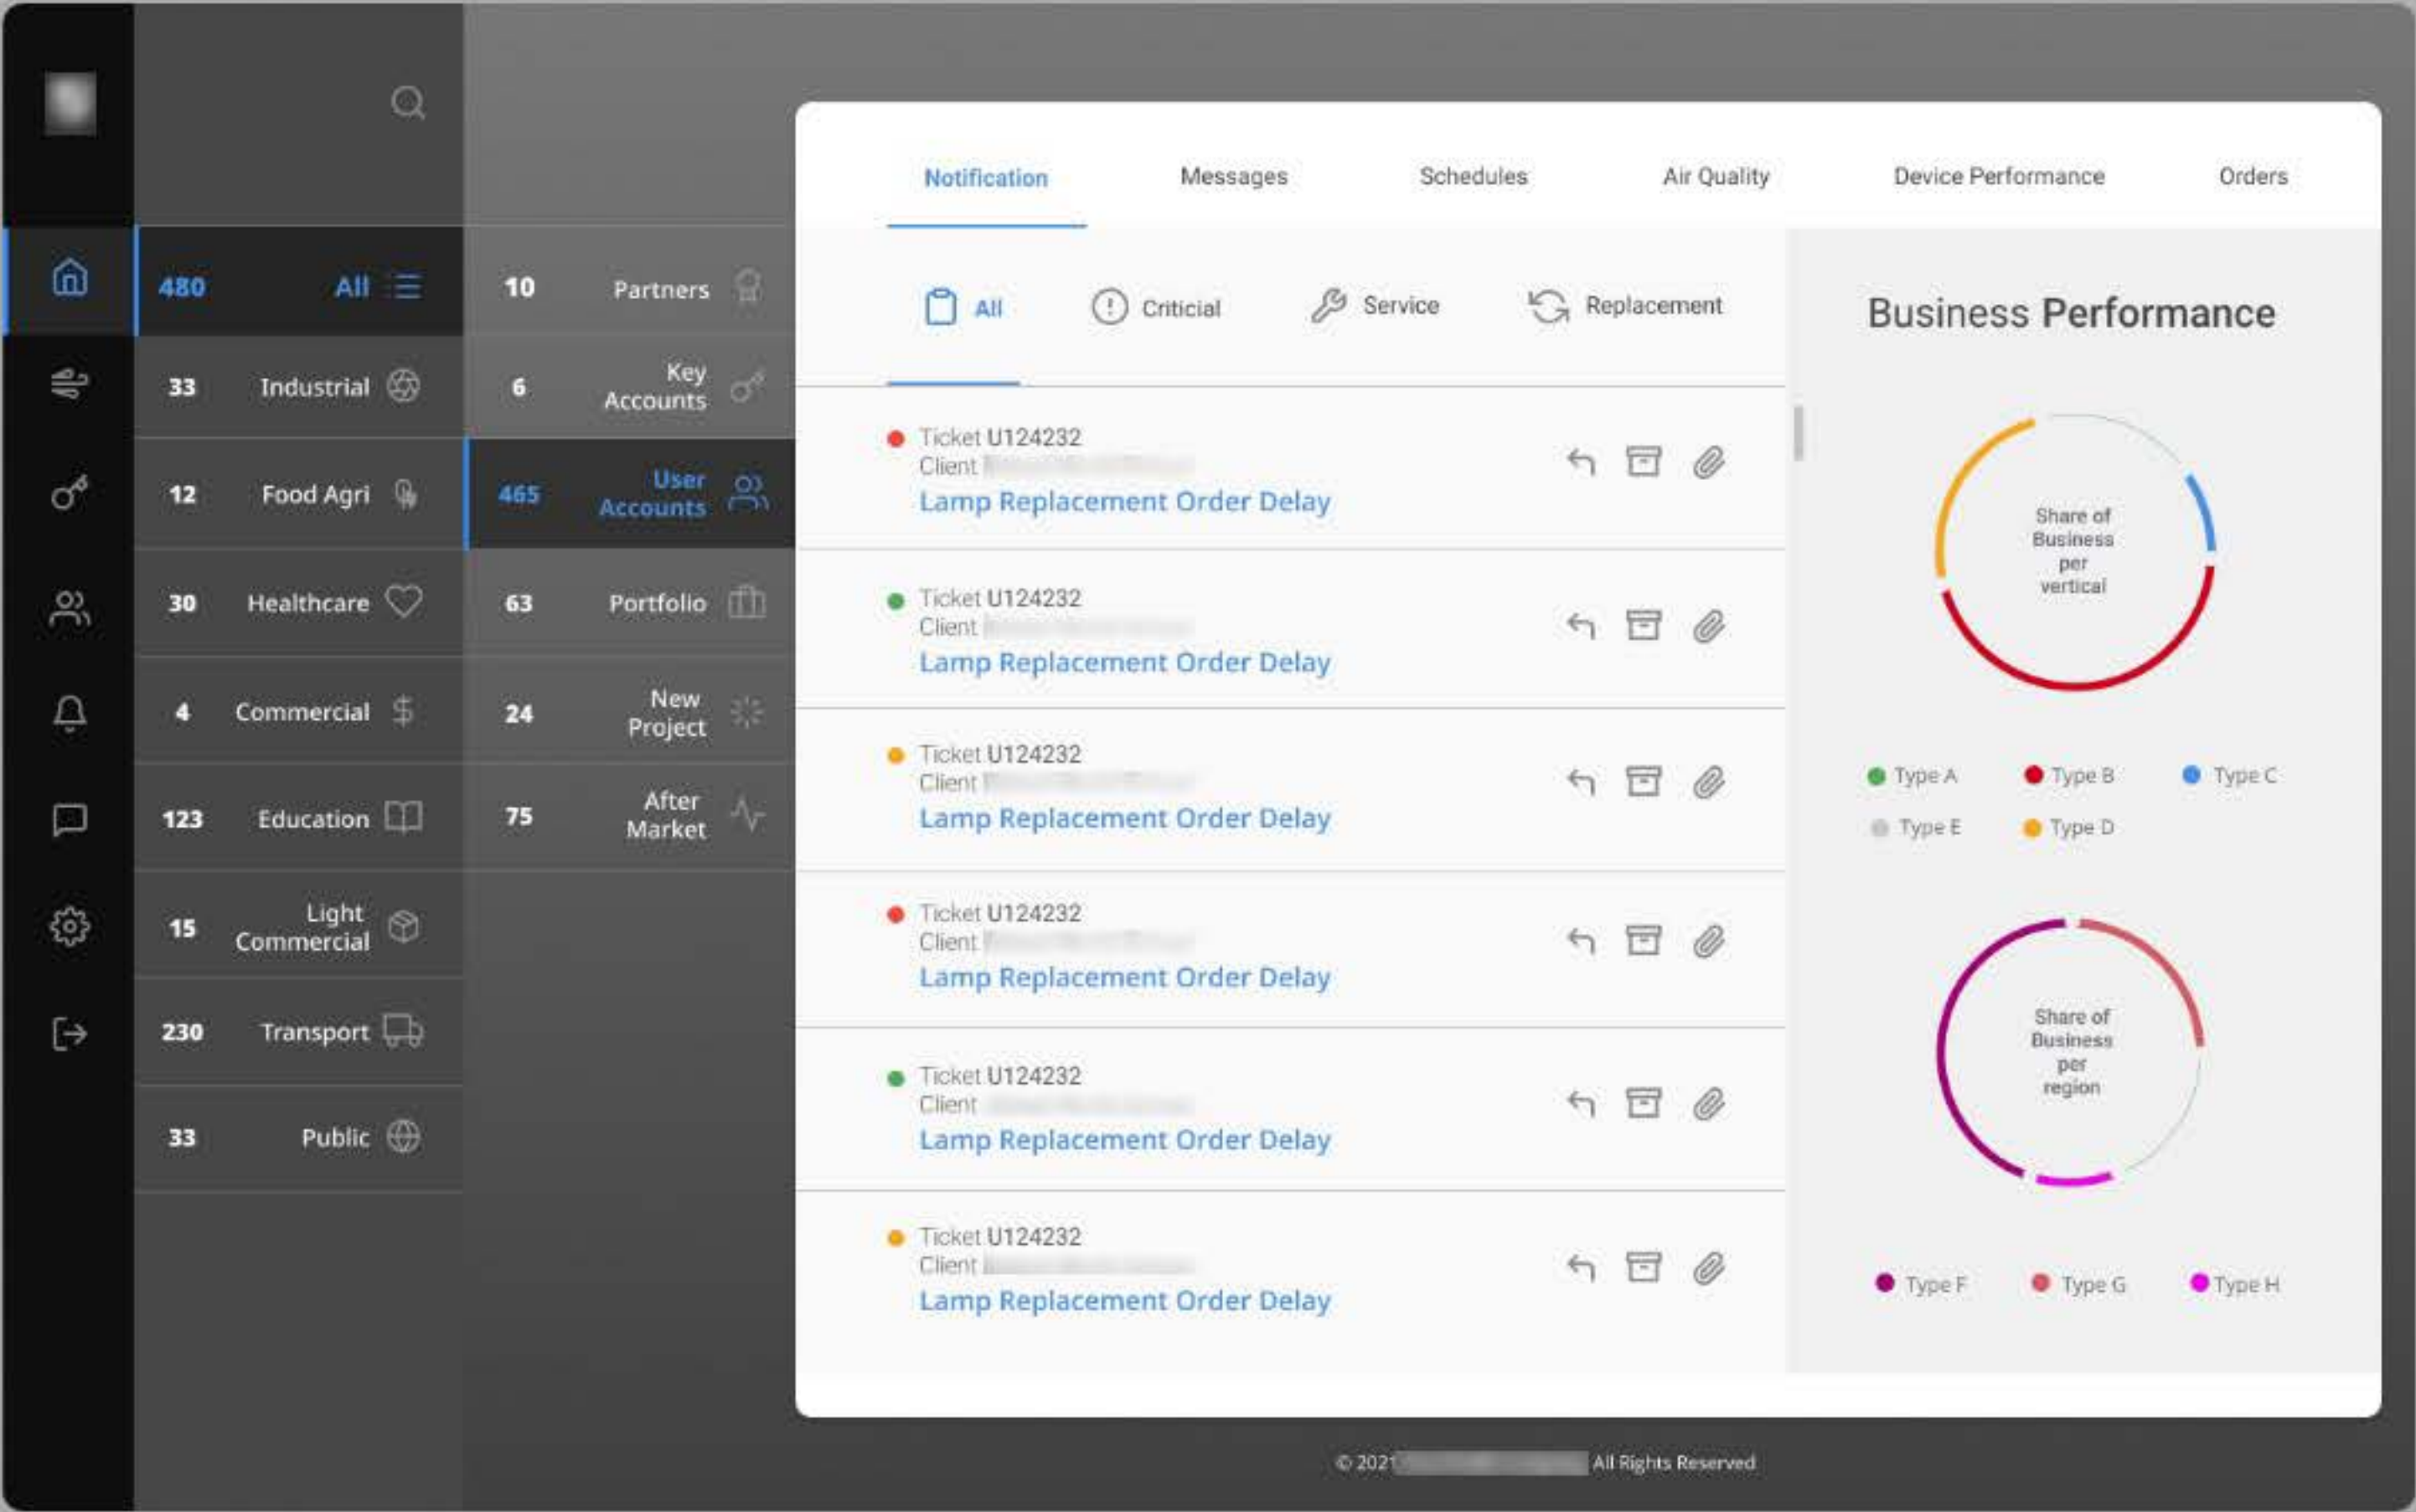 480 All
33 Industrial
12 Food Agri
30 Healthcare
4 Commercial
123 Education
15 Light
Commercial
230 Transport
33 Public
10 Partners
6 Key
Accounts
465 User
Accounts
63 Portfolio
24 New
Project
75 After
Market
Notification Messages Schedules Air Quality Device Performance Orders
All Criticial Service Replacement
Ticket U124232
Client
Lamp Replacement Order Delay
Ticket U124232
Client
Lamp Replacement Order Delay
Ticket U124232
Client
Lamp Replacement Order Delay
Ticket U124232
Client
Lamp Replacement Order Delay
Ticket U124232
Client
Lamp Replacement Order Delay
Ticket U124232
Client
Lamp Replacement Order Delay
Business Performance
Share of
Business
per
vertical
Type A Type B Type C
Type E Type D
Share of
Business
per
region
Type F Type G Type H
© 2021 All Rights Reserved